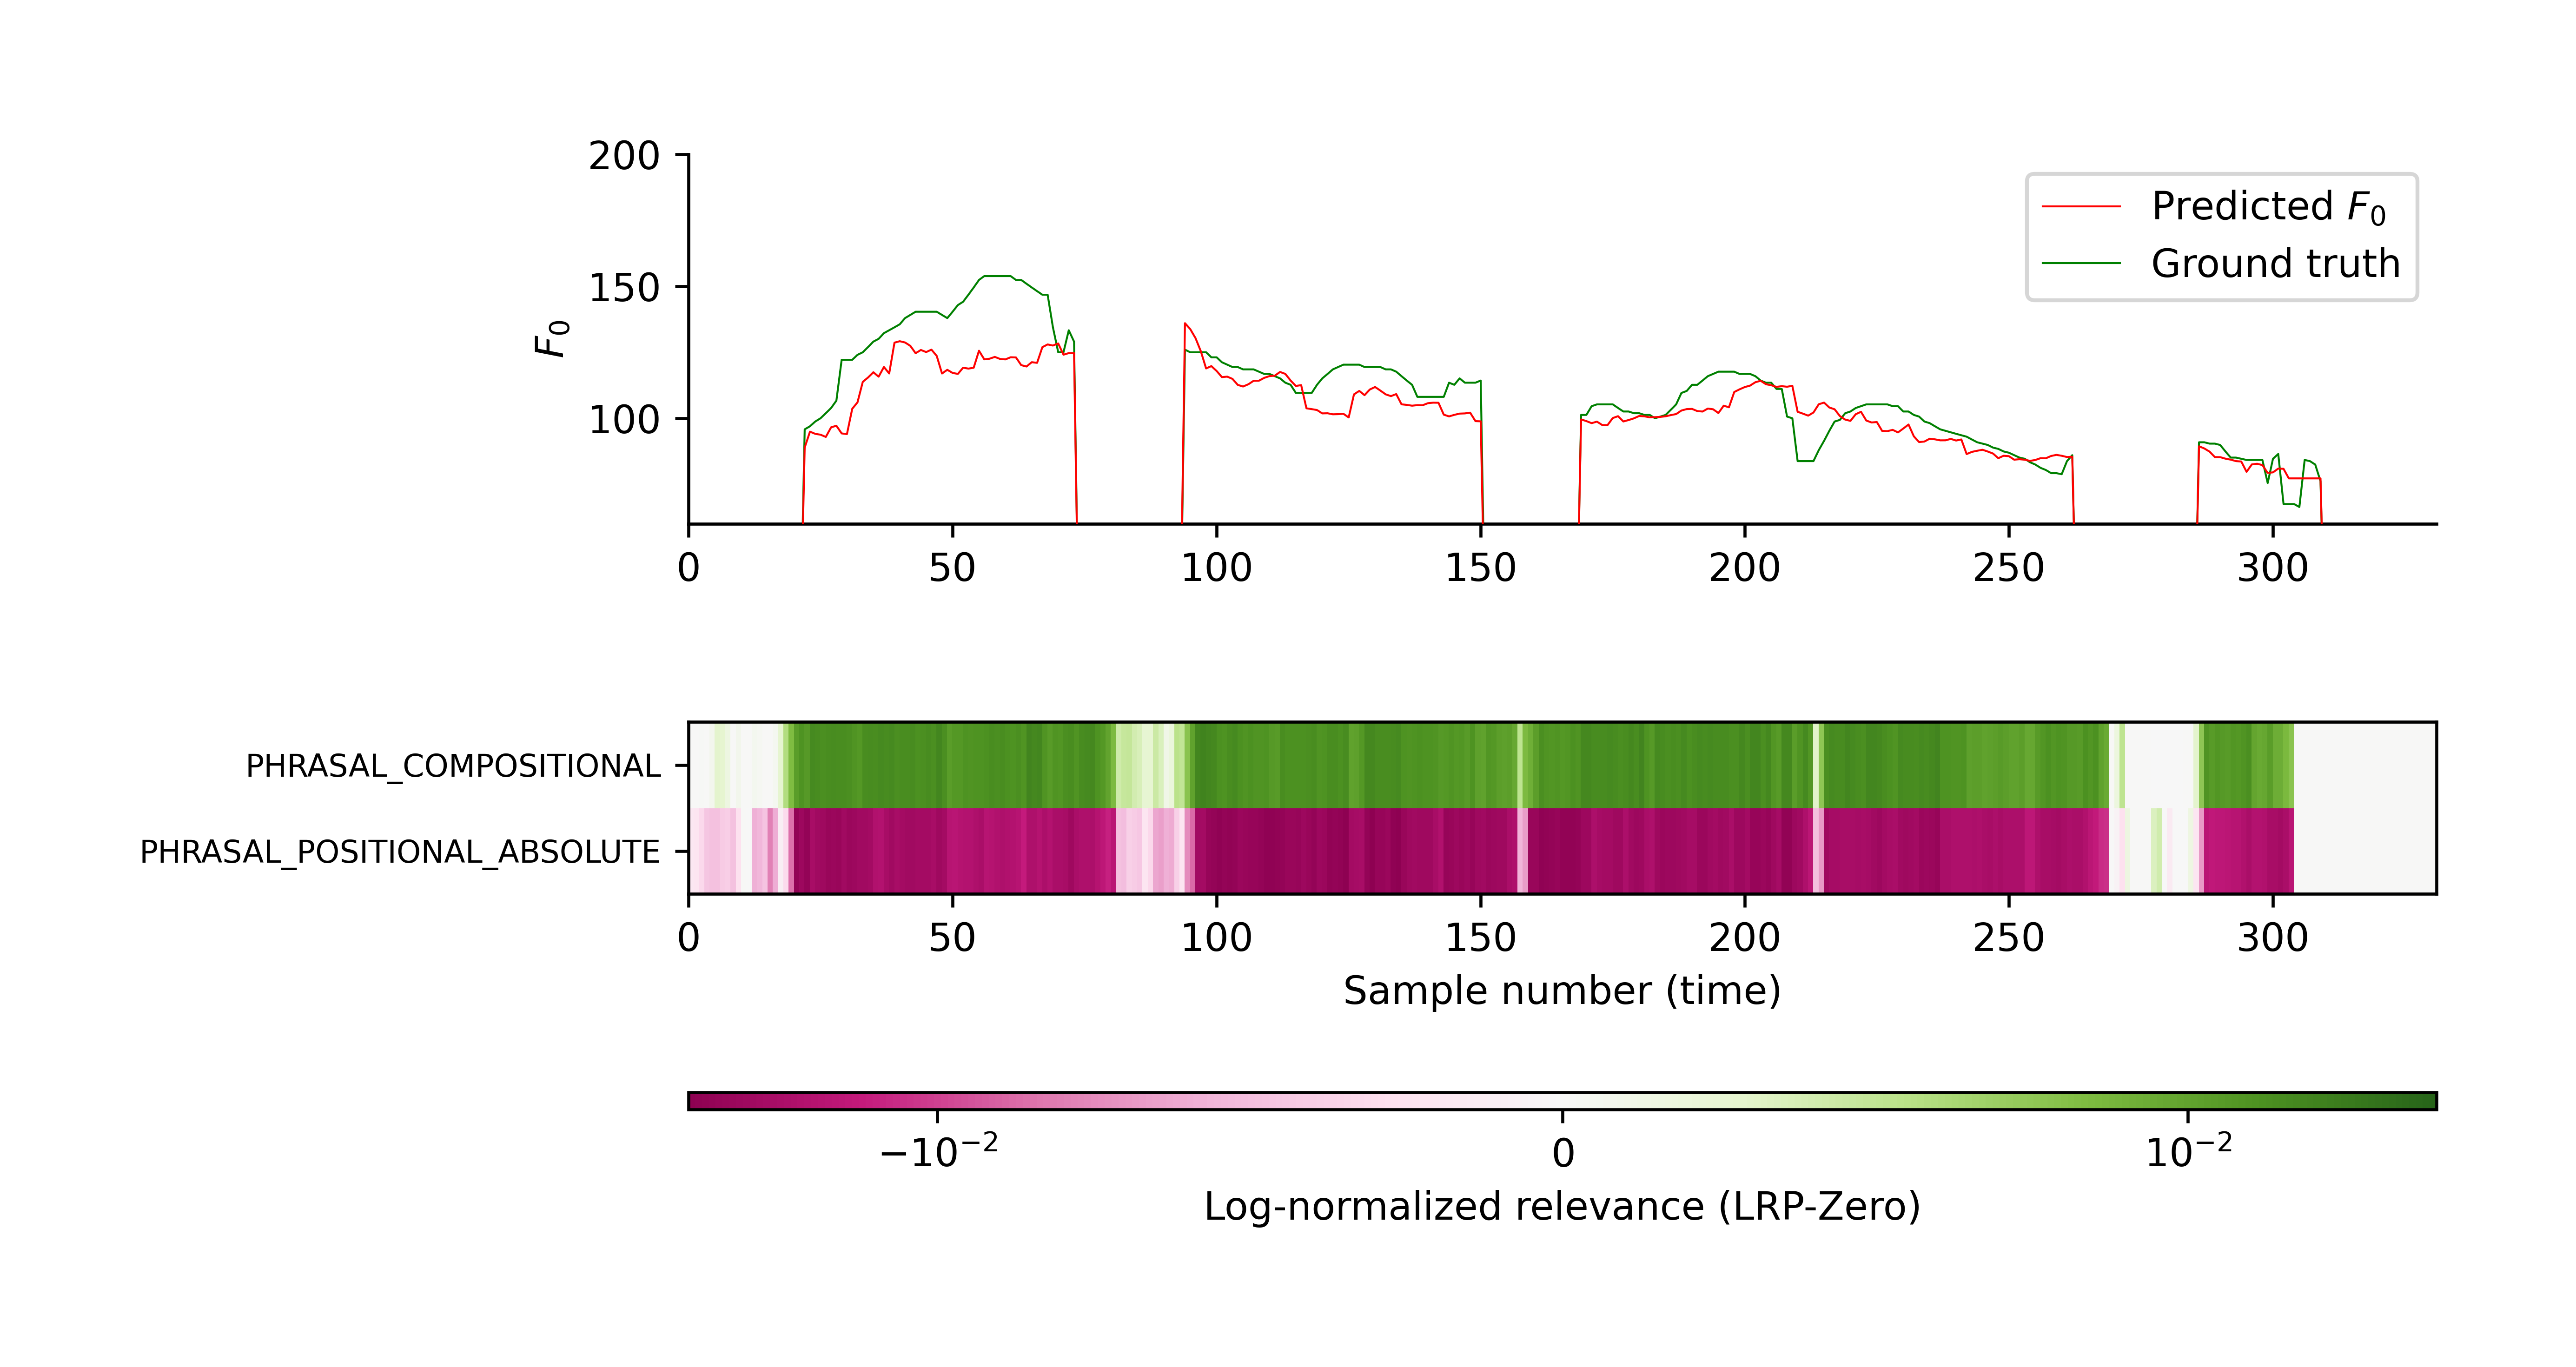 200
150
100
F₀
Predicted F₀
Ground truth
0 50 100 150 200 250 300
PHRASAL_COMPOSITIONAL
PHRASAL_POSITIONAL_ABSOLUTE
0 50 100 150 200 250 300
Sample number (time)
−10⁻² 0 10⁻²
Log-normalized relevance (LRP-Zero)